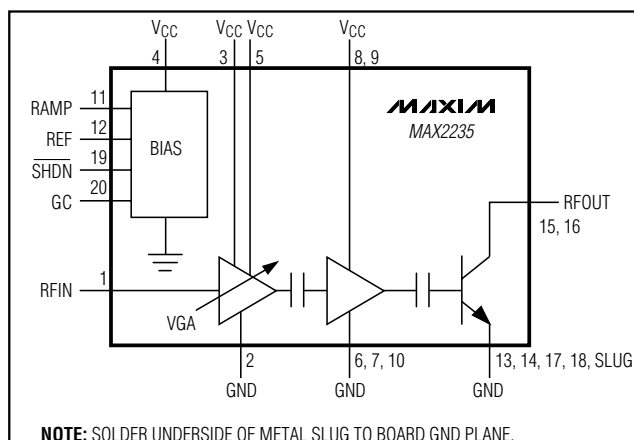 VCC VCC VCC VCC
4 3 5 8, 9
MAXIM
MAX2235
RAMP 11
REF 12
SHDN 19
GC 20
BIAS
RFOUT
15, 16
RFIN 1
VGA
2 6, 7, 10 13, 14, 17, 18, SLUG
GND GND GND
NOTE: SOLDER UNDERSIDE OF METAL SLUG TO BOARD GND PLANE.